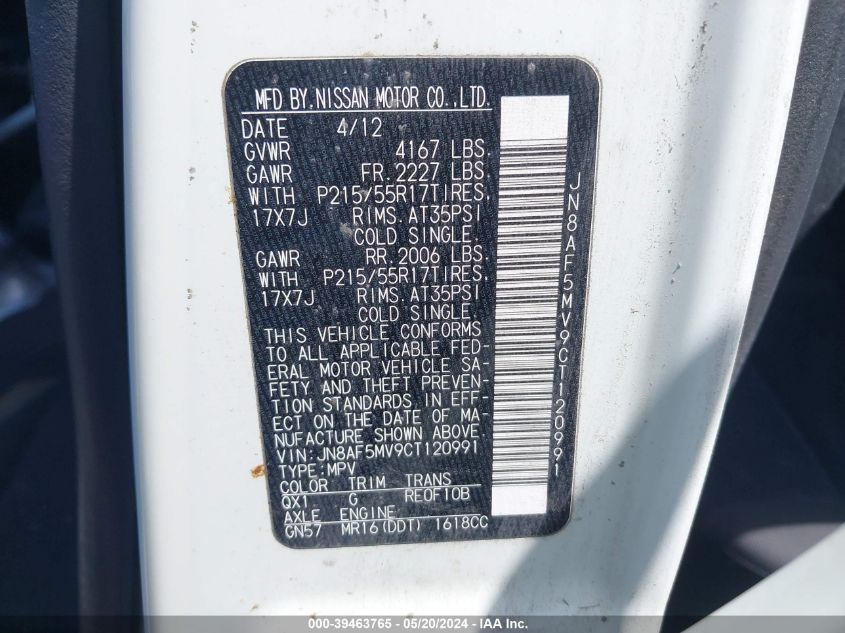 MFD BY.NISSAN MOTOR CO.,LTD.
DATE 4/12
GVWR 4167 LBS
GAWR FR. 2227 LBS.
WITH P215/55R17TIRES,
17X7J RIMS. AT35PSI
COLD SINGLE.
GAWR RR. 2006 LBS.
WITH P215/55R17TIRES,
17X7J RIMS. AT35PSI
COLD SINGLE.
THIS VEHICLE CONFORMS
TO ALL APPLICABLE FED-
ERAL MOTOR VEHICLE SA-
FETY AND THEFT PREVEN-
TION STANDARDS IN EFF-
ECT ON THE DATE OF MA-
NUFACTURE SHOWN ABOVE.
VIN:JN8AF5MV9CT120991
TYPE:MPV
COLOR TRIM TRANS
QX1 G RE0F10B
AXLE ENGINE
GN57 MR16(DDT) 1618CC
JN8AF5MV9CT120991
000-39463765 - 05/20/2024 - IAA Inc.